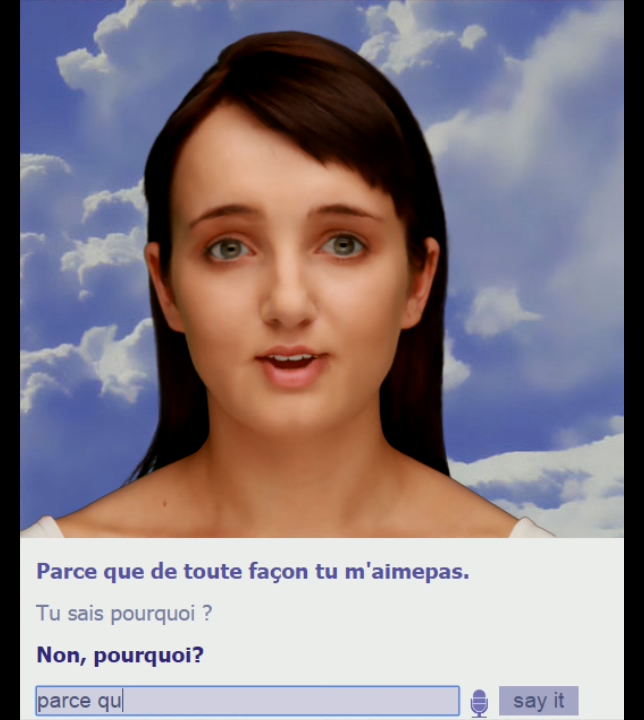 Parce que de toute façon tu m'aimepas.
Tu sais pourquoi ?
Non, pourquoi?
parce qu
say it